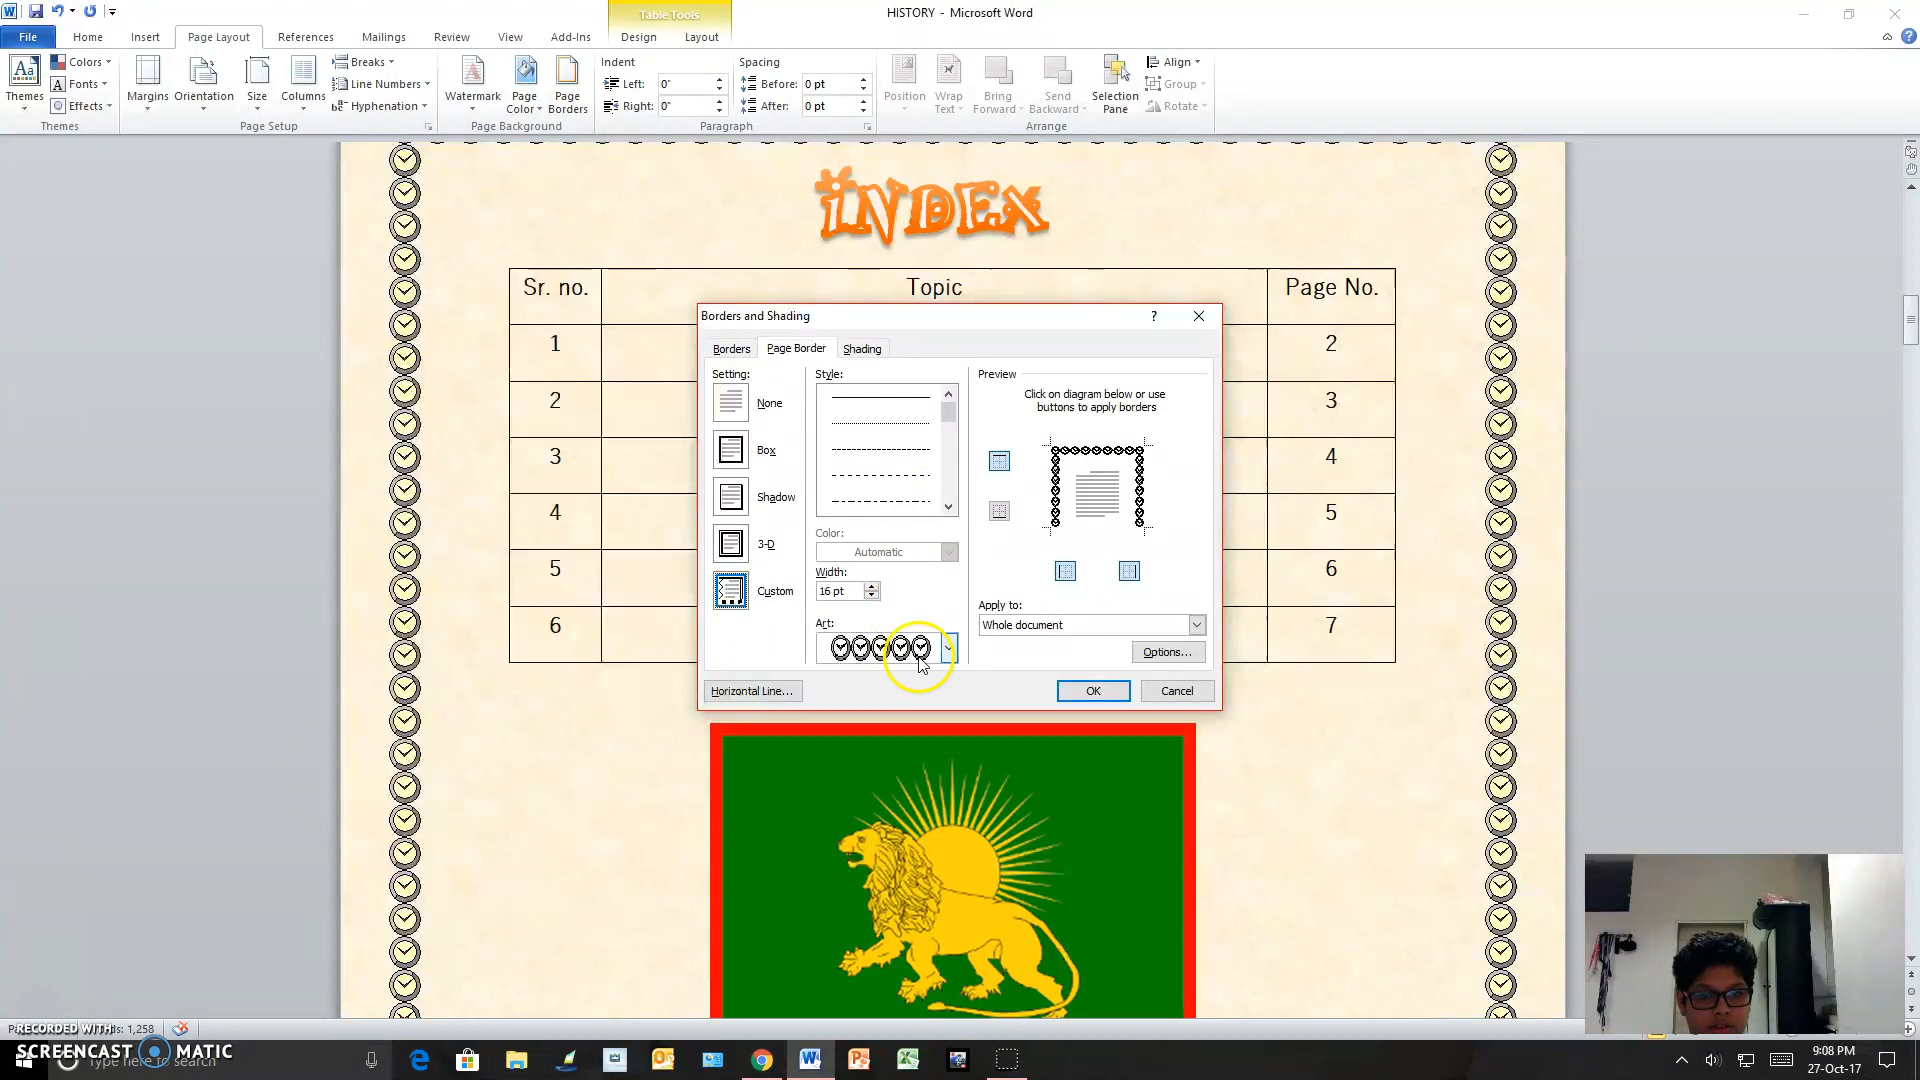 HISTORY - Microsoft Word
Table Tools
File Home Insert Page Layout References Mailings Review View Add-Ins Design Layout
Themes
Colors
Fonts
Effects
Themes
Margins
Orientation
Size
Columns
Breaks
Line Numbers
Hyphenation
Page Setup
Watermark
Page Color
Page Borders
Page Background
Indent
Left: 0"
Right: 0"
Spacing
Before: 0 pt
After: 0 pt
Paragraph
Position
Wrap Text
Bring Forward
Send Backward
Selection Pane
Align
Group
Rotate
Arrange
INDEX
Sr. no. Topic Page No.
1 2
2 3
3 4
4 5
5 6
6 7
Borders and Shading
Borders Page Border Shading
Setting:
None
Box
Shadow
3-D
Custom
Style:
Color:
Automatic
Width:
16 pt
Art:
Preview
Click on diagram below or use
buttons to apply borders
Apply to:
Whole document
Options...
Horizontal Line...
OK
Cancel
RECORDED WITH
1,258
SCREENCAST MATIC
Type here to search
9:08 PM
27-Oct-17